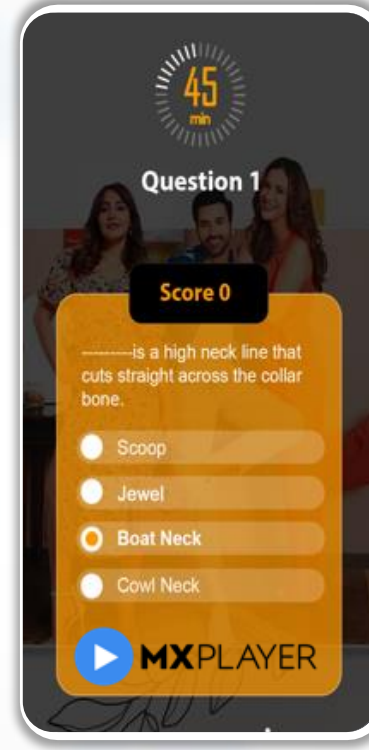 45
min
Question 1
Score 0
---------is a high neck line that
cuts straight across the collar
bone.
Scoop
Jewel
Boat Neck
Cowl Neck
MXPLAYER